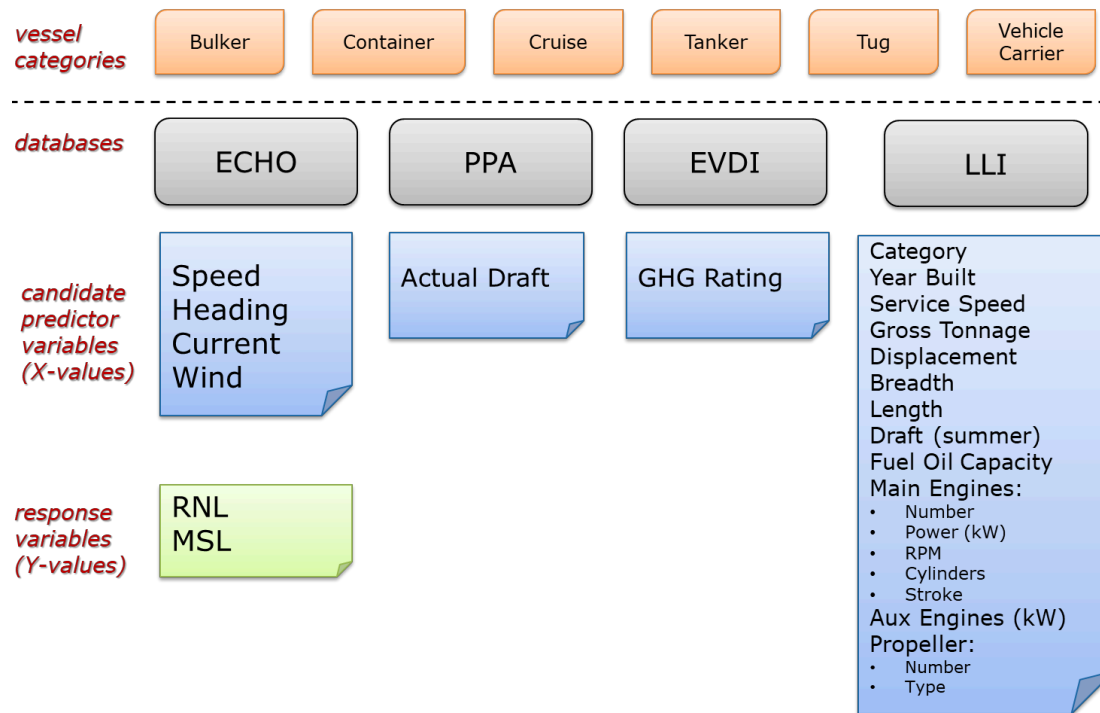 vessel
categories
Bulker
Container
Cruise
Tanker
Tug
Vehicle
Carrier
databases
ECHO
PPA
EVDI
LLI
candidate
predictor
variables
(X-values)
Speed
Heading
Current
Wind
Actual Draft
GHG Rating
Category
Year Built
Service Speed
Gross Tonnage
Displacement
Breadth
Length
Draft (summer)
Fuel Oil Capacity
Main Engines:
• Number
• Power (kW)
• RPM
• Cylinders
• Stroke
Aux Engines (kW)
Propeller:
• Number
• Type
response
variables
(Y-values)
RNL
MSL